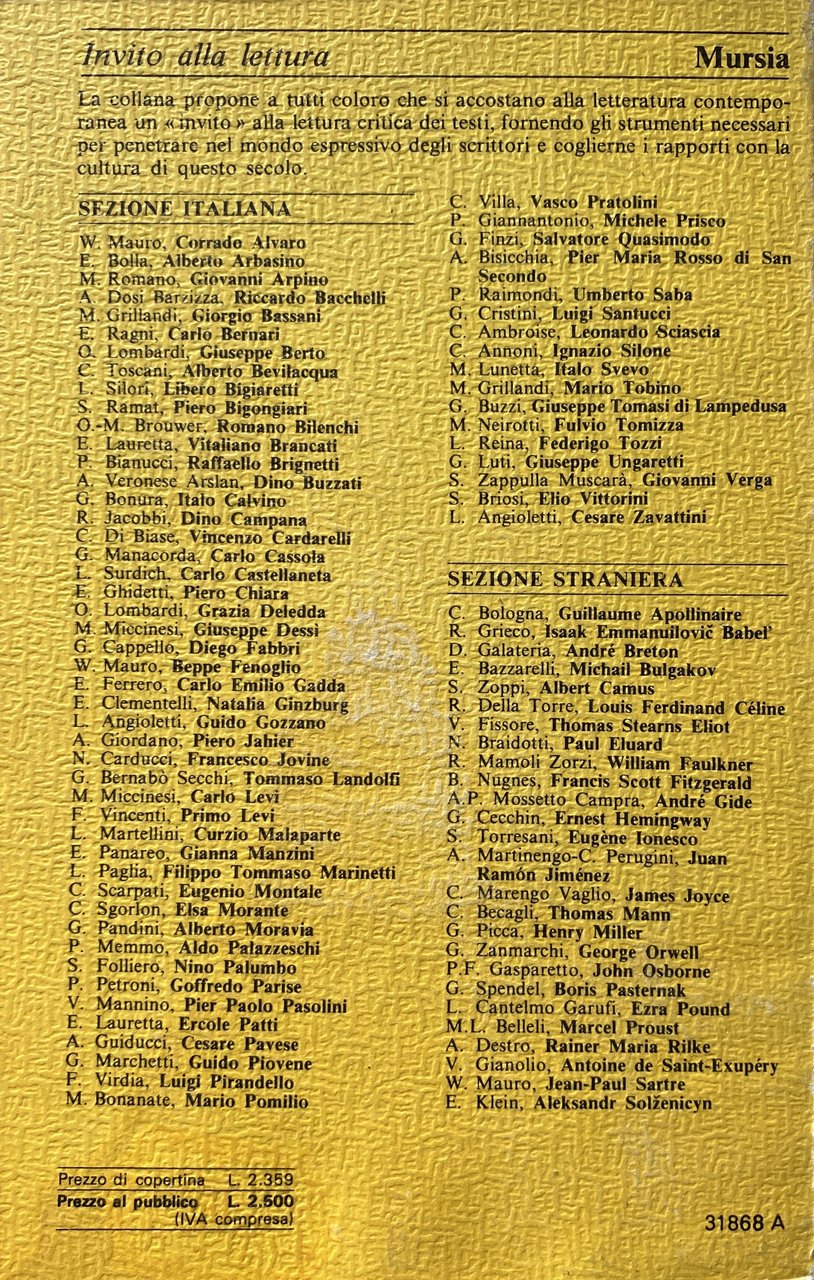 Invito alla lettura
Mursia
La collana propone a tutti coloro che si accostano alla letteratura contempo-
ranea un «invito» alla lettura critica dei testi, fornendo gli strumenti necessari
per penetrare nel mondo espressivo degli scrittori e coglierne i rapporti con la
cultura di questo secolo.
SEZIONE ITALIANA
W. Mauro, Corrado Alvaro
E. Bolla, Alberto Arbasino
M. Romano, Giovanni Arpino
A. Dosi Barzizza, Riccardo Bacchelli
M. Grillandi, Giorgio Bassani
E. Ragni, Carlo Bernari
O. Lombardi, Giuseppe Berto
C. Toscani, Alberto Bevilacqua
L. Silori, Libero Bigiaretti
S. Ramat, Piero Bigongiari
O.-M. Brouwer, Romano Bilenchi
E. Lauretta, Vitaliano Brancati
P. Bianucci, Raffaello Brignetti
A. Veronese Arslan, Dino Buzzati
G. Bonura, Italo Calvino
R. Jacobbi, Dino Campana
C. Di Biase, Vincenzo Cardarelli
G. Manacorda, Carlo Cassola
L. Surdich, Carlo Castellaneta
E. Ghidetti, Piero Chiara
O. Lombardi, Grazia Deledda
M. Miccinesi, Giuseppe Dessì
G. Cappello, Diego Fabbri
W. Mauro, Beppe Fenoglio
E. Ferrero, Carlo Emilio Gadda
E. Clementelli, Natalia Ginzburg
L. Angioletti, Guido Gozzano
A. Giordano, Piero Jahier
N. Carducci, Francesco Jovine
G. Bernabò Secchi, Tommaso Landolfi
M. Miccinesi, Carlo Levi
F. Vincenti, Primo Levi
L. Martellini, Curzio Malaparte
E. Panareo, Gianna Manzini
L. Paglia, Filippo Tommaso Marinetti
C. Scarpati, Eugenio Montale
C. Sgorlon, Elsa Morante
G. Pandini, Alberto Moravia
P. Memmo, Aldo Palazzeschi
S. Folliero, Nino Palumbo
P. Petroni, Goffredo Parise
V. Mannino, Pier Paolo Pasolini
E. Lauretta, Ercole Patti
A. Guiducci, Cesare Pavese
G. Marchetti, Guido Piovene
F. Virdia, Luigi Pirandello
M. Bonanate, Mario Pomilio
C. Villa, Vasco Pratolini
P. Giannantonio, Michele Prisco
G. Finzi, Salvatore Quasimodo
A. Bisicchia, Pier Maria Rosso di San
Secondo
P. Raimondi, Umberto Saba
G. Cristini, Luigi Santucci
C. Ambroise, Leonardo Sciascia
C. Annoni, Ignazio Silone
M. Lunetta, Italo Svevo
M. Grillandi, Mario Tobino
G. Buzzi, Giuseppe Tomasi di Lampedusa
M. Neirotti, Fulvio Tomizza
L. Reina, Federigo Tozzi
G. Luti, Giuseppe Ungaretti
S. Zappulla Muscarà, Giovanni Verga
S. Briosi, Elio Vittorini
L. Angioletti, Cesare Zavattini
SEZIONE STRANIERA
C. Bologna, Guillaume Apollinaire
R. Grieco, Isaak Emmanuilovič Babel'
D. Galateria, André Breton
E. Bazzarelli, Michail Bulgakov
S. Zoppi, Albert Camus
R. Della Torre, Louis Ferdinand Céline
V. Fissore, Thomas Stearns Eliot
N. Braidotti, Paul Eluard
R. Mamoli Zorzi, William Faulkner
B. Nugnes, Francis Scott Fitzgerald
A.P. Mossetto Campra, André Gide
G. Cecchin, Ernest Hemingway
S. Torresani, Eugène Ionesco
A. Martinengo-C. Perugini, Juan
Ramón Jiménez
C. Marengo Vaglio, James Joyce
C. Becagli, Thomas Mann
G. Picca, Henry Miller
G. Zanmarchi, George Orwell
P.F. Gasparetto, John Osborne
G. Spendel, Boris Pasternak
L. Cantelmo Garufi, Ezra Pound
M.L. Belleli, Marcel Proust
A. Destro, Rainer Maria Rilke
V. Gianolio, Antoine de Saint-Exupéry
W. Mauro, Jean-Paul Sartre
E. Klein, Aleksandr Solženicyn
Prezzo di copertina L. 2.359
Prezzo al pubblico L. 2.500
(IVA compresa)
31868 A